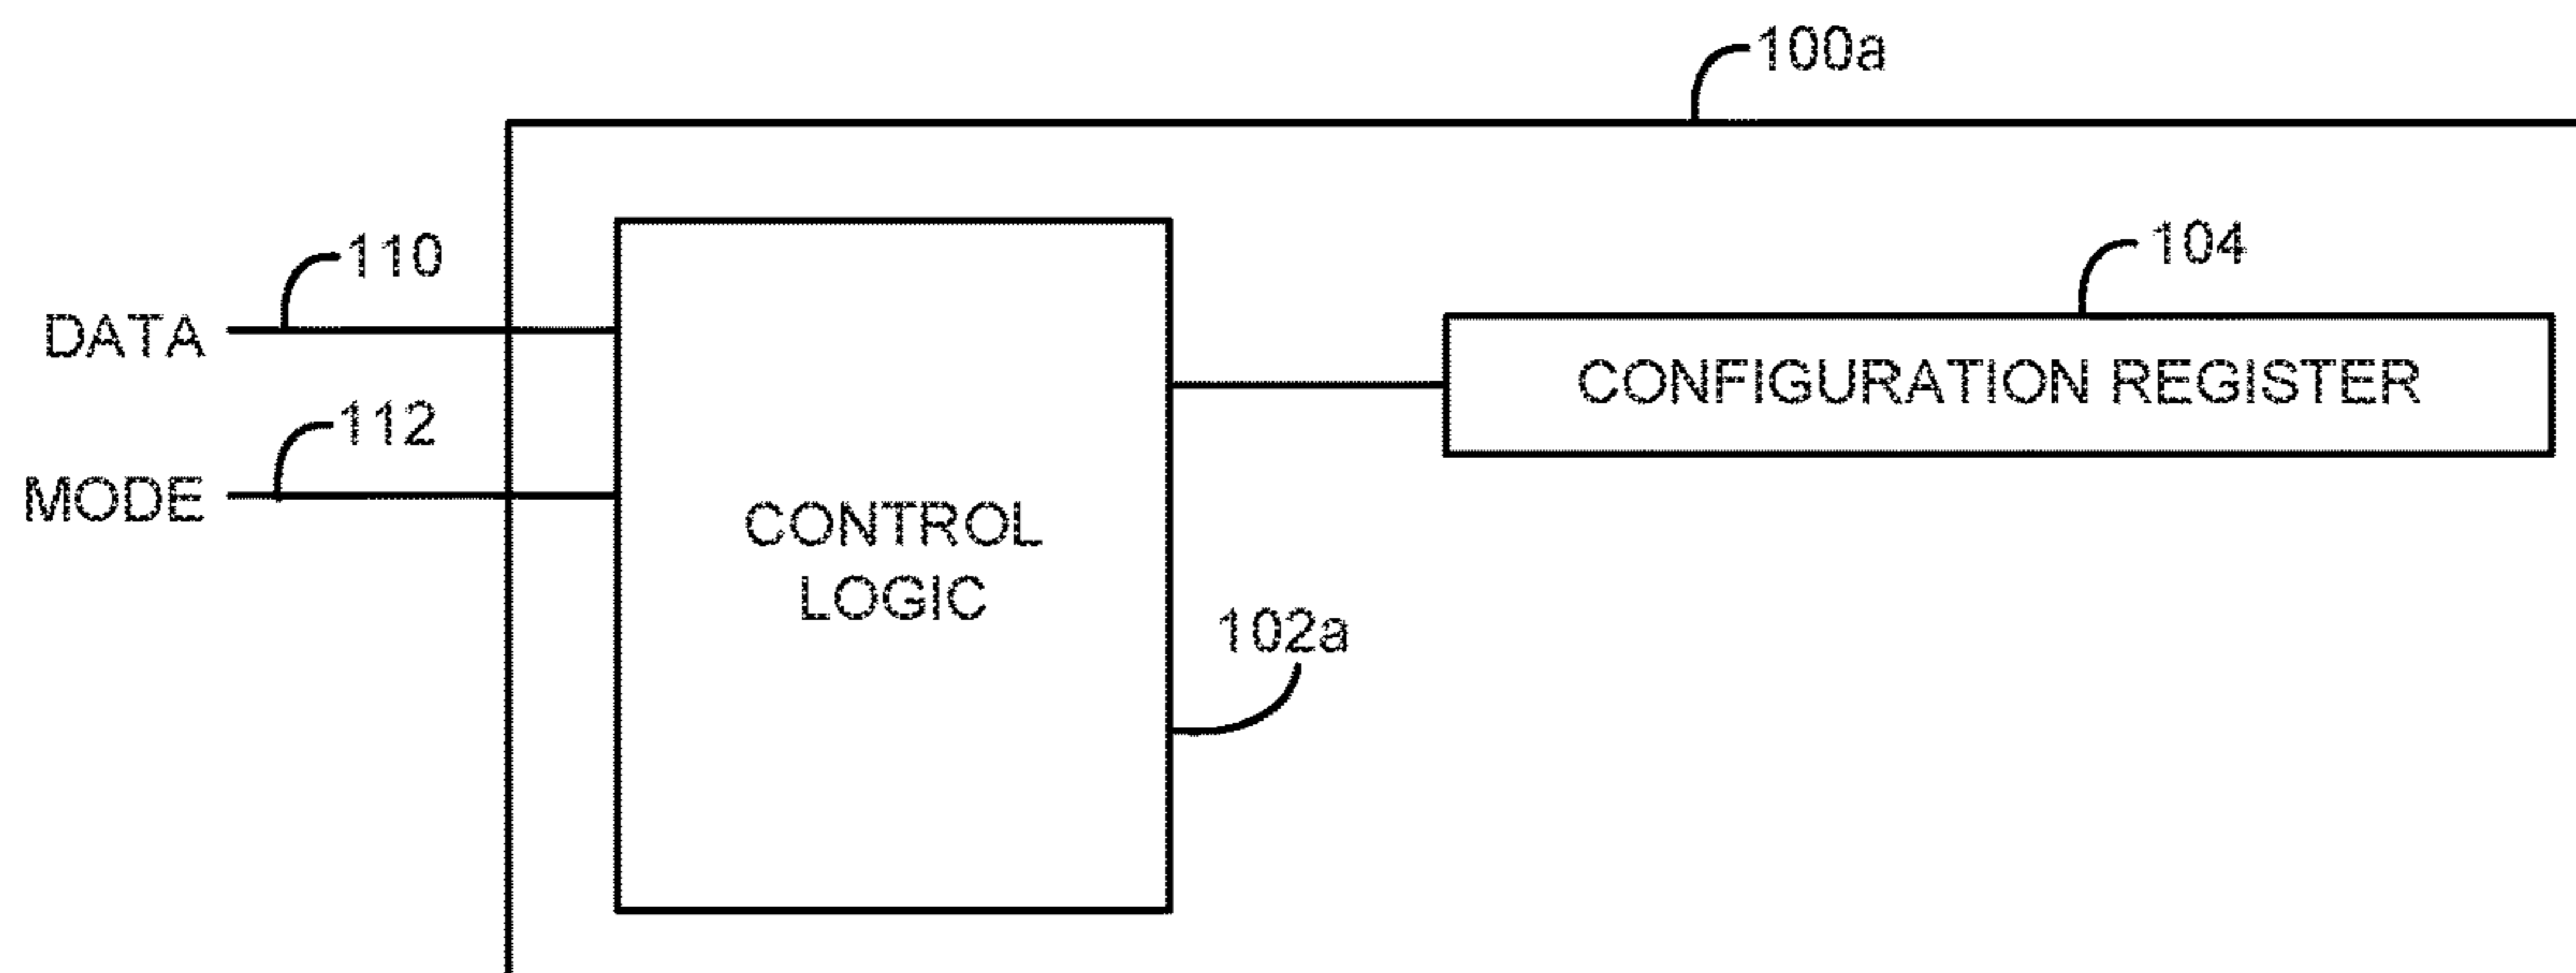 100a
110
104
DATA
CONFIGURATION REGISTER
112
MODE
CONTROL
LOGIC
102a